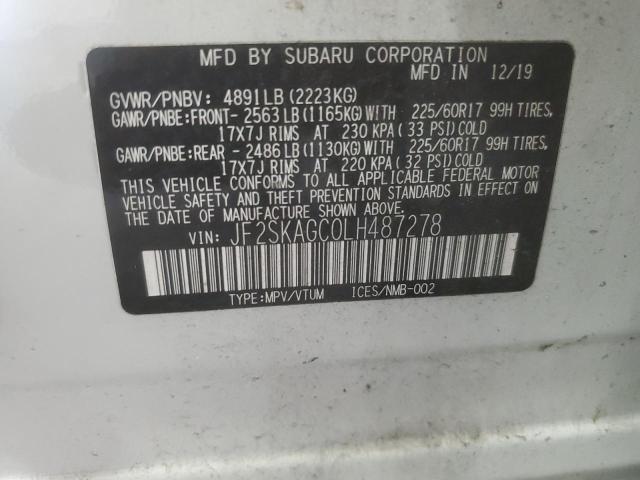 MFD BY SUBARU CORPORATION
MFD IN 12/19
GVWR/PNBV: 4891LB (2223KG)
GAWR/PNBE:FRONT- 2563LB (1165KG)WITH 225/60R17 99H TIRES,
17X7J RIMS AT 230 KPA (33 PSI)COLD
GAWR/PNBE:REAR - 2486LB (1130KG)WITH 225/60R17 99H TIRES,
17X7J RIMS AT 220 KPA (32 PSI)COLD
THIS VEHICLE CONFORMS TO ALL APPLICABLE FEDERAL MOTOR
VEHICLE SAFETY AND THEFT PREVENTION STANDARDS IN EFFECT ON
THE DATE OF MANUFACTURE SHOWN ABOVE.
VIN: JF2SKAGC0LH487278
TYPE:MPV/VTUM ICES/NMB-002